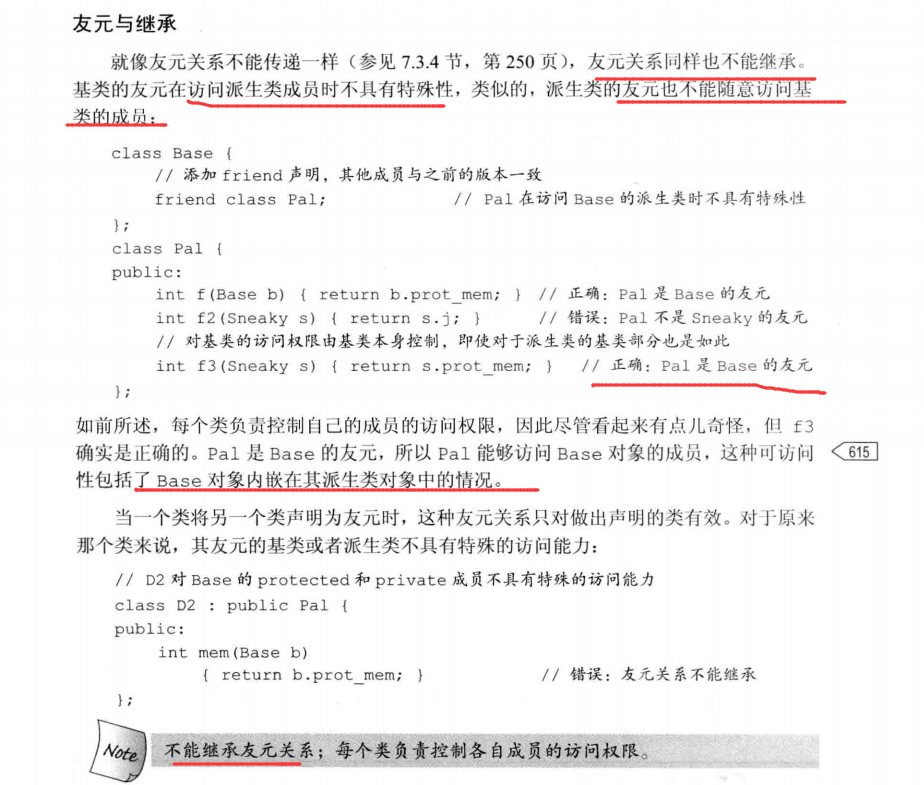 友元与继承
就像友元关系不能传递一样（参见 7.3.4 节，第 250 页），友元关系同样也不能继承。
基类的友元在访问派生类成员时不具有特殊性，类似的，派生类的友元也不能随意访问基
类的成员：
class Base {
// 添加 friend 声明，其他成员与之前的版本一致
friend class Pal; // Pal 在访问 Base 的派生类时不具有特殊性
};
class Pal {
public:
int f(Base b) { return b.prot_mem; } // 正确：Pal 是 Base 的友元
int f2(Sneaky s) { return s.j; } // 错误：Pal 不是 Sneaky 的友元
// 对基类的访问权限由基类本身控制，即使对于派生类的基类部分也是如此
int f3(Sneaky s) { return s.prot_mem; } // 正确：Pal 是 Base 的友元
};
如前所述，每个类负责控制自己的成员的访问权限，因此尽管看起来有点儿奇怪，但 f3
确实是正确的。Pal 是 Base 的友元，所以 Pal 能够访问 Base 对象的成员，这种可访问
615
性包括了 Base 对象内嵌在其派生类对象中的情况。
当一个类将另一个类声明为友元时，这种友元关系只对做出声明的类有效。对于原来
那个类来说，其友元的基类或者派生类不具有特殊的访问能力：
// D2 对 Base 的 protected 和 private 成员不具有特殊的访问能力
class D2 : public Pal {
public:
int mem(Base b)
{ return b.prot_mem; } // 错误：友元关系不能继承
};
Note 不能继承友元关系；每个类负责控制各自成员的访问权限。